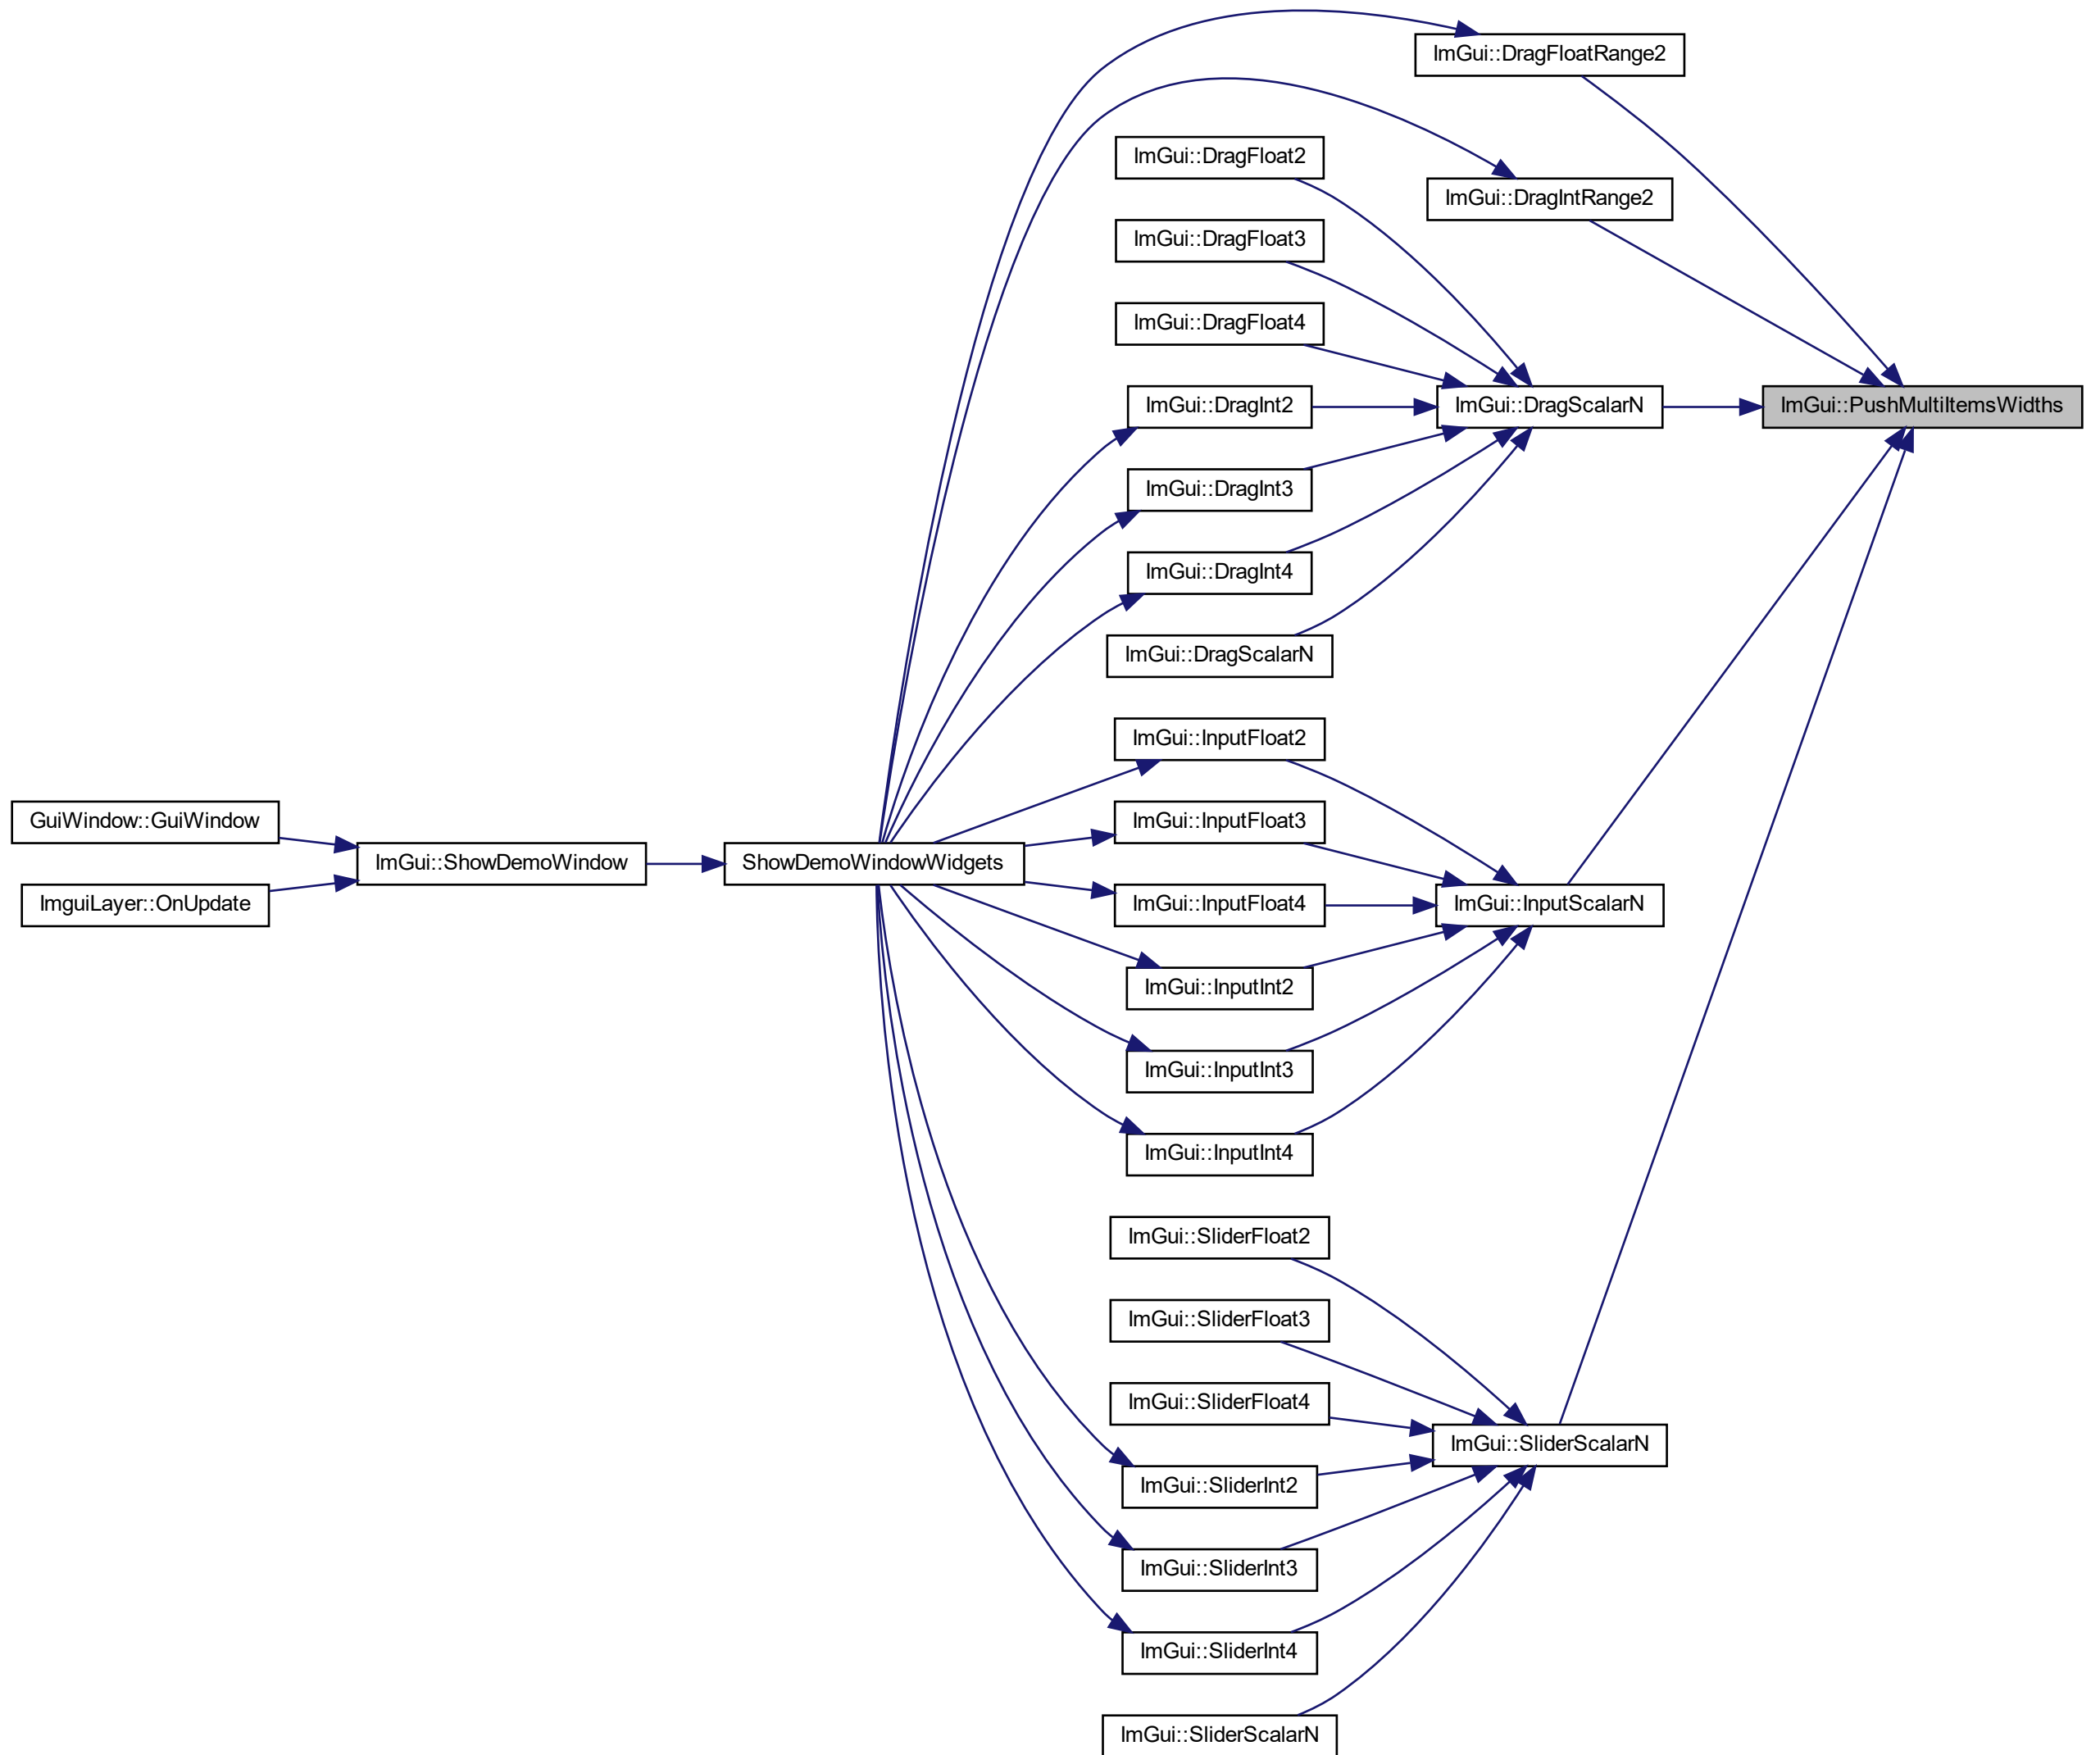 ImGui::DragFloatRange2
ImGui::DragFloat2
ImGui::DragIntRange2
ImGui::DragFloat3
ImGui::DragFloat4
ImGui::DragInt2
ImGui::DragScalarN
ImGui::PushMultiItemsWidths
ImGui::DragInt3
ImGui::DragInt4
ImGui::DragScalarN
ImGui::InputFloat2
GuiWindow::GuiWindow
ImGui::InputFloat3
ImGui::ShowDemoWindow
ShowDemoWindowWidgets
ImguiLayer::OnUpdate
ImGui::InputFloat4
ImGui::InputScalarN
ImGui::InputInt2
ImGui::InputInt3
ImGui::InputInt4
ImGui::SliderFloat2
ImGui::SliderFloat3
ImGui::SliderFloat4
ImGui::SliderScalarN
ImGui::SliderInt2
ImGui::SliderInt3
ImGui::SliderInt4
ImGui::SliderScalarN